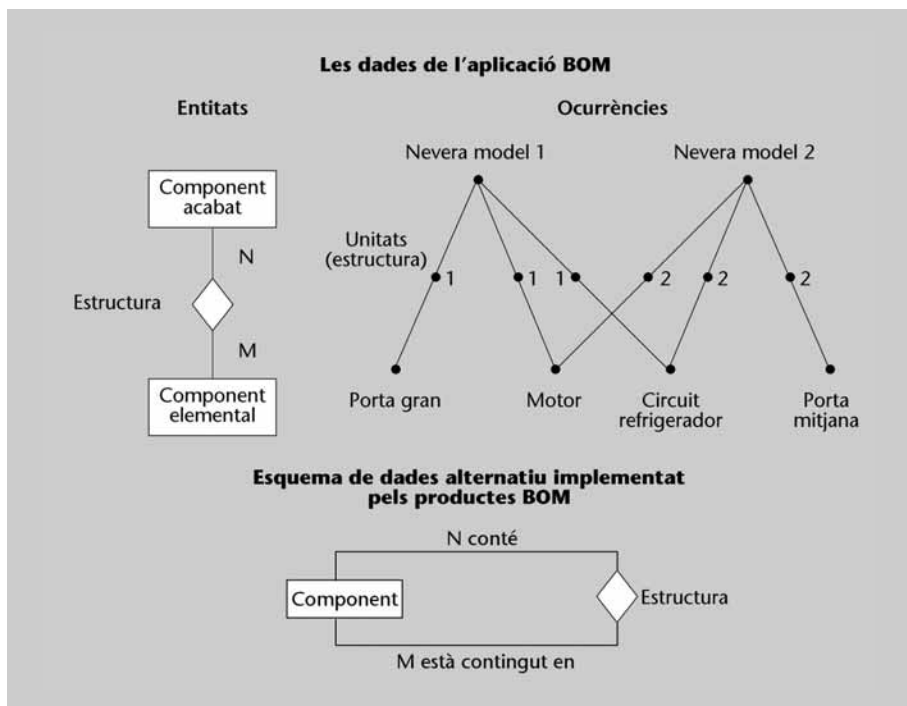 Les dades de l'aplicació BOM
Entitats
Component
acabat
N
Estructura
M
Component
elemental
Ocurrències
Nevera model 1
Nevera model 2
Unitats
(estructura)
1
1
1
2
2
2
Porta gran
Motor
Circuit
refrigerador
Porta
mitjana
Esquema de dades alternatiu implementat
pels productes BOM
N conté
Component
Estructura
M està contingut en